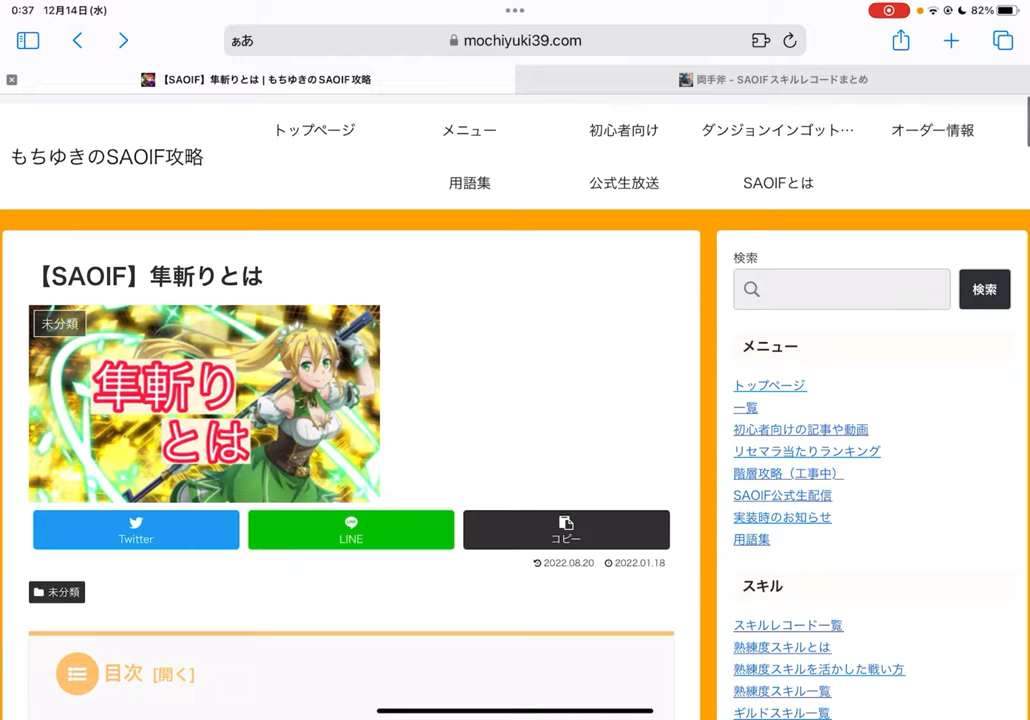 0:37 12月14日(水)
82%
ぁあ
mochiyuki39.com
【SAOIF】隼斬りとは | もちゆきのSAOIF攻略
両手斧 - SAOIFスキルレコードまとめ
もちゆきのSAOIF攻略
トップページ
メニュー
初心者向け
ダンジョンインゴット…
オーダー情報
用語集
公式生放送
SAOIFとは
【SAOIF】隼斬りとは
未分類
隼斬り
とは
Twitter
LINE
LINE
コピー
2022.08.20 2022.01.18
未分類
目次 [開く]
検索
検索
メニュー
トップページ
一覧
初心者向けの記事や動画
リセマラ当たりランキング
階層攻略（工事中）
SAOIF公式生配信
実装時のお知らせ
用語集
スキル
スキルレコード一覧
熟練度スキルとは
熟練度スキルを活かした戦い方
熟練度スキル一覧
ギルドスキル一覧